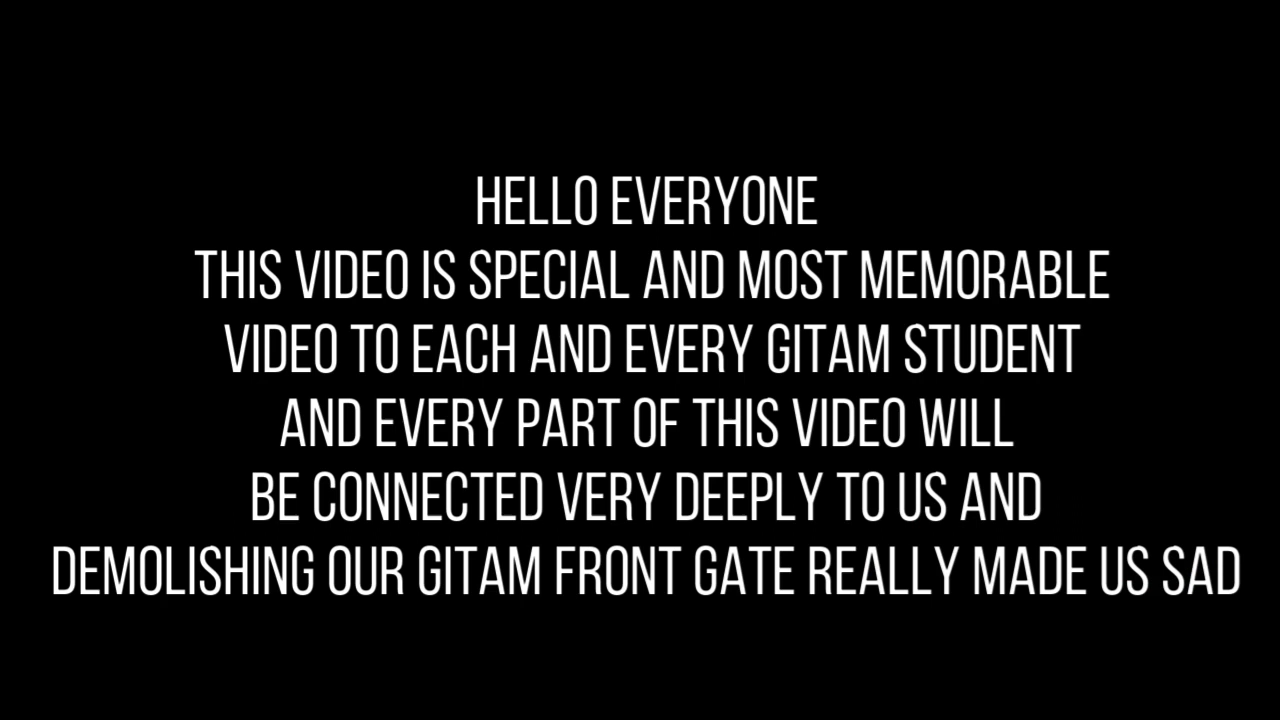 HELLO EVERYONE
THIS VIDEO IS SPECIAL AND MOST MEMORABLE
VIDEO TO EACH AND EVERY GITAM STUDENT
AND EVERY PART OF THIS VIDEO WILL
BE CONNECTED VERY DEEPLY TO US AND
DEMOLISHING OUR GITAM FRONT GATE REALLY MADE US SAD